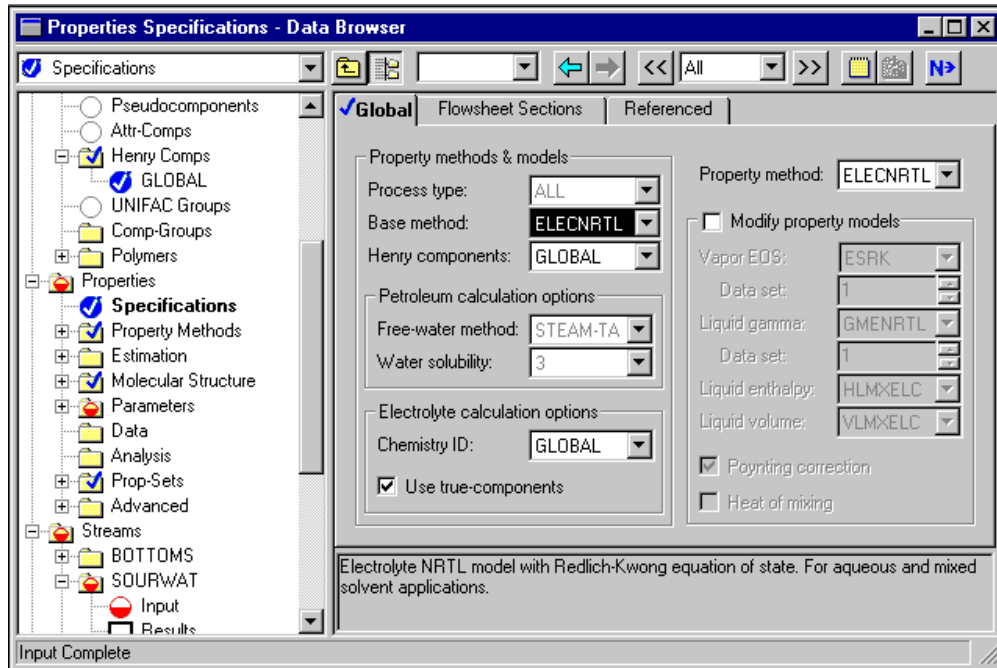 Properties Specifications - Data Browser
Specifications
All
<<
>>
N>
Pseudocomponents
Attr-Comps
Henry Comps
GLOBAL
UNIFAC Groups
Comp-Groups
Polymers
Properties
Specifications
Property Methods
Estimation
Molecular Structure
Parameters
Data
Analysis
Prop-Sets
Advanced
Streams
BOTTOMS
SOURWAT
Input
Results
Global
Flowsheet Sections
Referenced
Property methods & models
Process type: ALL
Base method: ELECNRTL
Henry components: GLOBAL
Petroleum calculation options
Free-water method: STEAM-TA
Water solubility: 3
Electrolyte calculation options
Chemistry ID: GLOBAL
Use true-components
Property method: ELECNRTL
Modify property models
Vapor EOS: ESRK
Data set: 1
Liquid gamma: GMENRTL
Data set: 1
Liquid enthalpy: HLMXELC
Liquid volume: VLMXELC
Poynting correction
Heat of mixing
Electrolyte NRTL model with Redlich-Kwong equation of state. For aqueous and mixed
solvent applications.
Input Complete